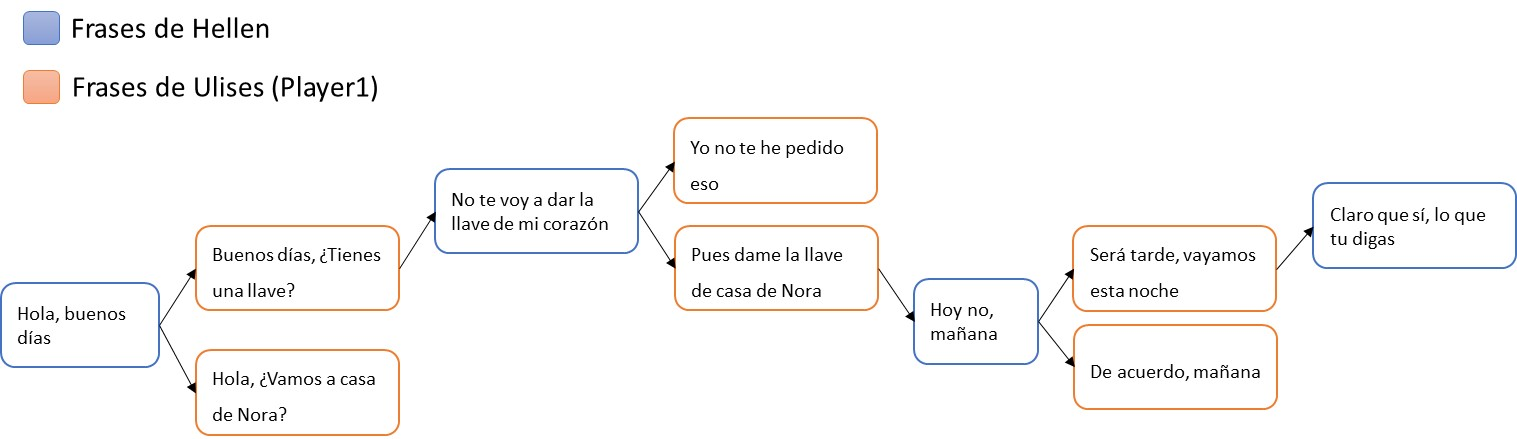 Frases de Hellen
Frases de Ulises (Player1)
Hola, buenos
días
Buenos días, ¿Tienes
una llave?
Hola, ¿Vamos a casa
de Nora?
No te voy a dar la
llave de mi corazón
Yo no te he pedido
eso
Pues dame la llave
de casa de Nora
Hoy no,
mañana
Será tarde, vayamos
esta noche
De acuerdo, mañana
Claro que sí, lo que
tu digas